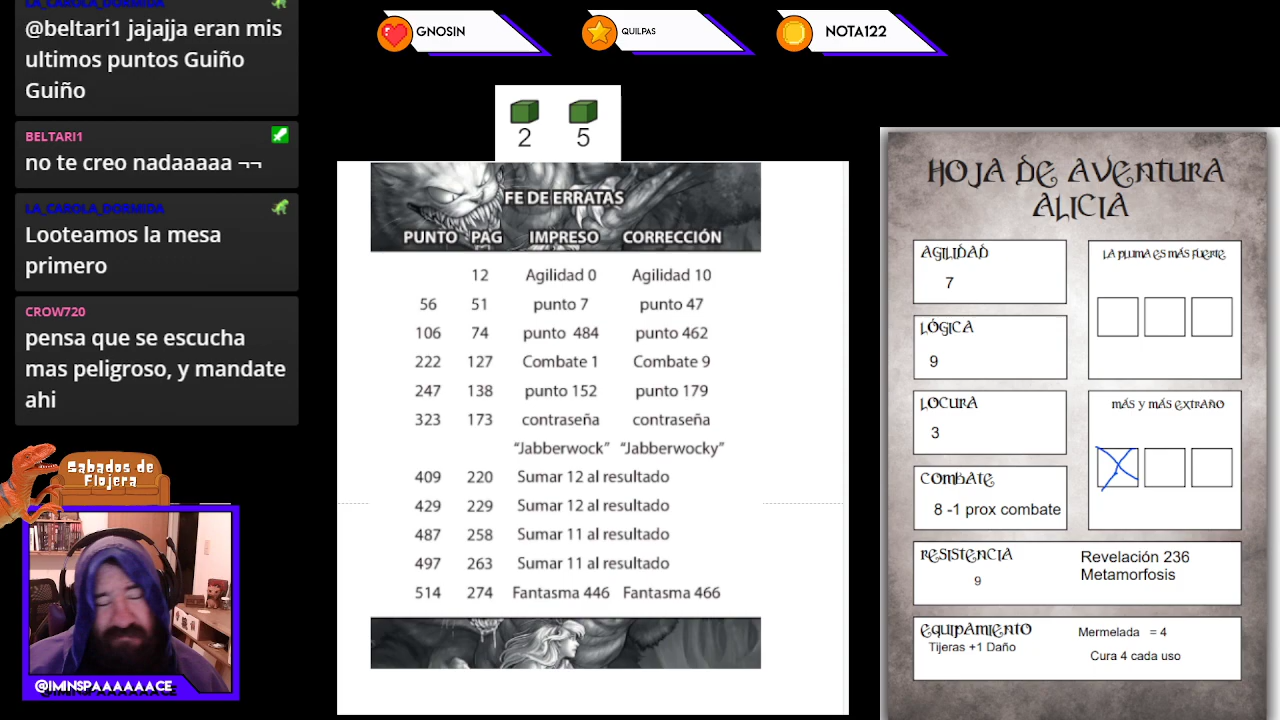 LA_CAROLA_DORMIDA
@beltari1 jajajja eran mis
ultimos puntos Guiño
Guiño
BELTARI1
no te creo nadaaaaa ¬¬
LA_CAROLA_DORMIDA
Looteamos la mesa
primero
CROW720
pensa que se escucha
mas peligroso, y mandate
ahi
Sabados de
Flojera
@IMINSPAAAAAACE
GNOSIN
QUILPAS
NOTA122
2 5
FE DE ERRATAS
PUNTO PAG IMPRESO CORRECCIÓN
12 Agilidad 0 Agilidad 10
56 51 punto 7 punto 47
106 74 punto 484 punto 462
222 127 Combate 1 Combate 9
247 138 punto 152 punto 179
323 173 contraseña contraseña
"Jabberwock" "Jabberwocky"
409 220 Sumar 12 al resultado
429 229 Sumar 12 al resultado
487 258 Sumar 11 al resultado
497 263 Sumar 11 al resultado
514 274 Fantasma 446 Fantasma 466
HOJA DE AVENTURA
ALICIA
AGILIDAD
7
LÓGICA
9
LOCURA
3
COMBATE
8 -1 prox combate
LA PLUMA ES MÁS FUERTE
MÁS Y MÁS EXTRAÑO
RESISTENCIA
9
Revelación 236
Metamorfosis
EQUIPAMIENTO
Tijeras +1 Daño
Mermelada = 4
Cura 4 cada uso